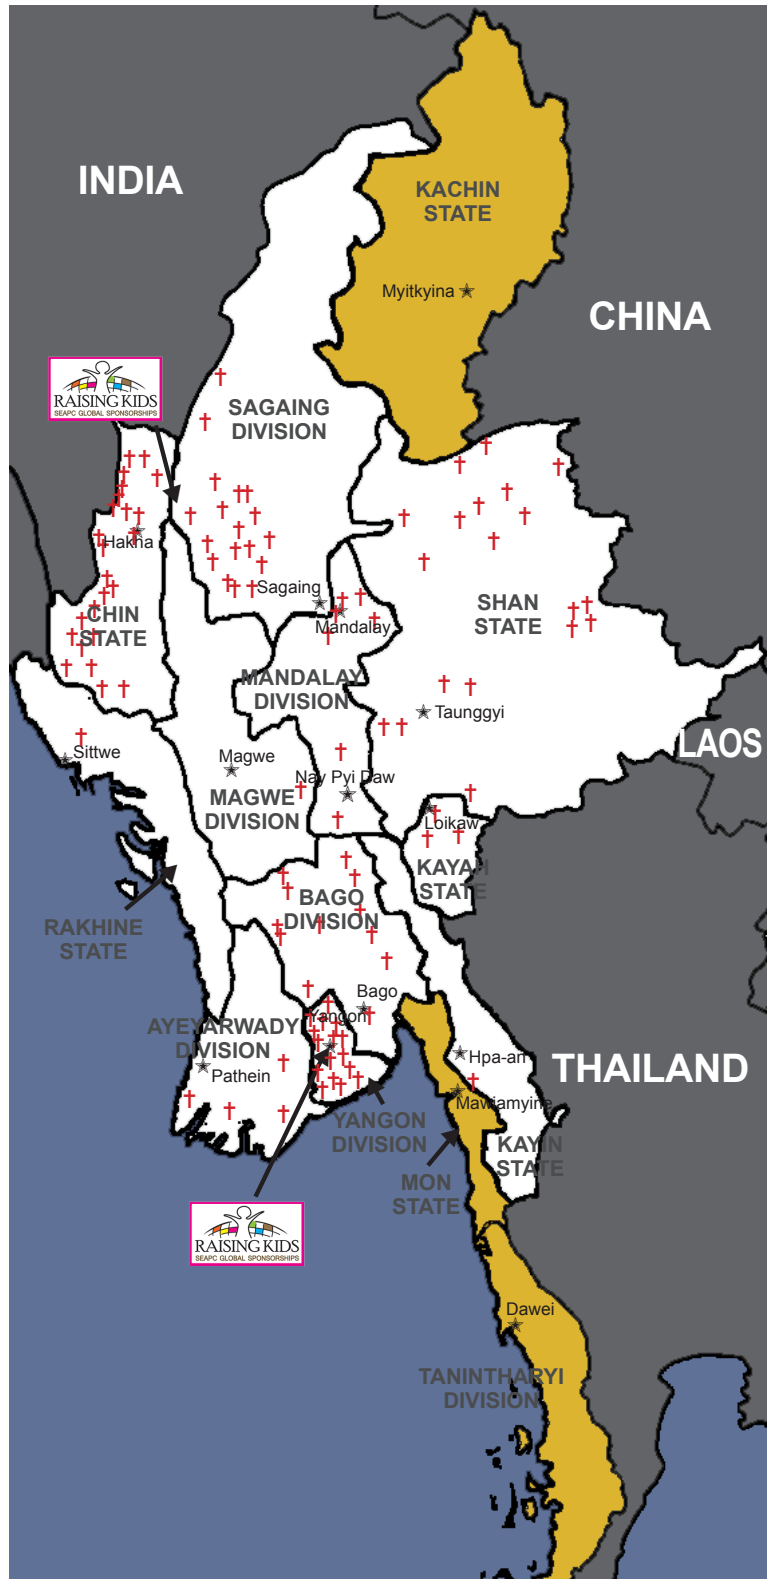 INDIA
KACHIN
STATE
Myitkyina
CHINA
RAISING KIDS
SEAPC GLOBAL SPONSORSHIPS
SAGAING
DIVISION
Hakha
Sagaing
CHIN
STATE
Mandalay
SHAN
STATE
MANDALAY
DIVISION
Taunggyi
LAOS
Sittwe
Magwe
Nay Pyi Daw
MAGWE
DIVISION
Loikaw
KAYAH
STATE
BAGO
DIVISION
RAKHINE
STATE
Bago
Yangon
AYEYARWADY
DIVISION
Pathein
Hpa-an
THAILAND
Mawlamyine
YANGON
DIVISION
KAYIN
STATE
MON
STATE
RAISING KIDS
SEAPC GLOBAL SPONSORSHIPS
Dawei
TANINTHARYI
DIVISION